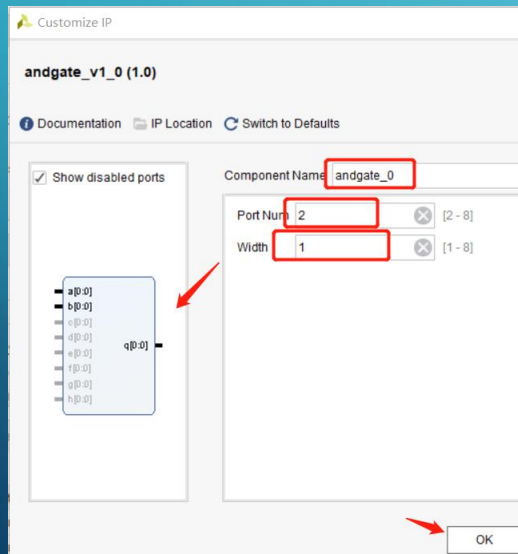 Customize IP
andgate_v1_0 (1.0)
Documentation IP Location Switch to Defaults
Show disabled ports
Component Name andgate_0
Port Num 2 [2 - 8]
Width 1 [1 - 8]
a[0:0]
b[0:0]
c[0:0]
d[0:0]
e[0:0]
f[0:0]
g[0:0]
h[0:0]
q[0:0]
OK